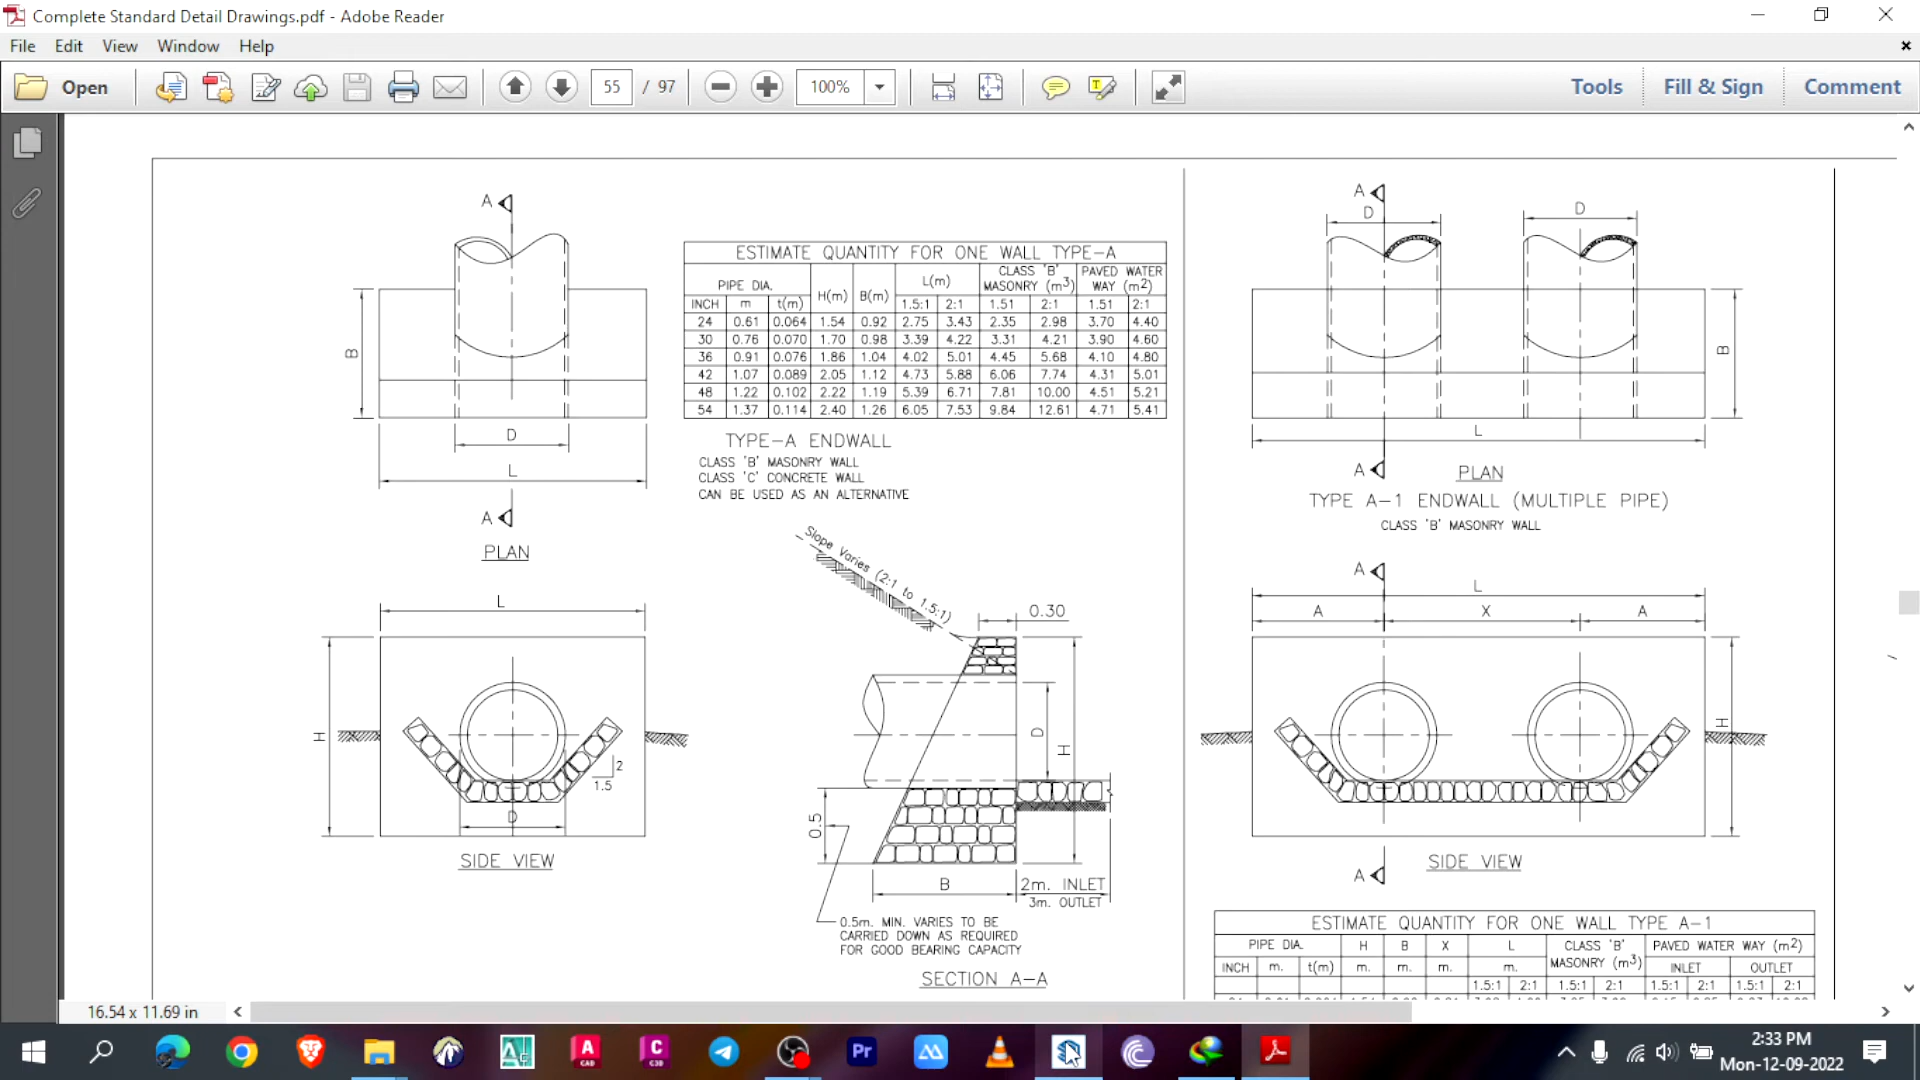 Complete Standard Detail Drawings.pdf - Adobe Reader
File Edit View Window Help
Open 55 / 97 100% Tools Fill & Sign Comment
A
B
D
L
A
PLAN
ESTIMATE QUANTITY FOR ONE WALL TYPE-A
PIPE DIA. H(m) B(m) L(m) CLASS 'B' MASONRY (m3) PAVED WATER WAY (m2)
INCH m t(m) 1.5:1 2:1 1.51 2:1 1.51 2:1
24 0.61 0.064 1.54 0.92 2.75 3.43 2.35 2.98 3.70 4.40
30 0.76 0.070 1.70 0.98 3.39 4.22 3.31 4.21 3.90 4.60
36 0.91 0.076 1.86 1.04 4.02 5.01 4.45 5.68 4.10 4.80
42 1.07 0.089 2.05 1.12 4.73 5.88 6.06 7.74 4.31 5.01
48 1.22 0.102 2.22 1.19 5.39 6.71 7.81 10.00 4.51 5.21
54 1.37 0.114 2.40 1.26 6.05 7.53 9.84 12.61 4.71 5.41
TYPE-A ENDWALL
CLASS 'B' MASONRY WALL
CLASS 'C' CONCRETE WALL
CAN BE USED AS AN ALTERNATIVE
A
D D
B
L
A
PLAN
TYPE A-1 ENDWALL (MULTIPLE PIPE)
CLASS 'B' MASONRY WALL
L
H
2
1.5
D
SIDE VIEW
Slope Varies (2:1 to 1.5:1)
0.30
D
H
0.5
B
2m. INLET
3m. OUTLET
0.5m. MIN. VARIES TO BE
CARRIED DOWN AS REQUIRED
FOR GOOD BEARING CAPACITY
SECTION A-A
A
L
A X A
H
SIDE VIEW
A
ESTIMATE QUANTITY FOR ONE WALL TYPE A-1
PIPE DIA. H B X L CLASS 'B' MASONRY (m3) PAVED WATER WAY (m2)
INCH m. t(m) m. m. m. m. INLET OUTLET
1.5:1 2:1 1.5:1 2:1 1.5:1 2:1 1.5:1 2:1
16.54 x 11.69 in
A CAD
C C3D
Pr
2:33 PM
Mon-12-09-2022